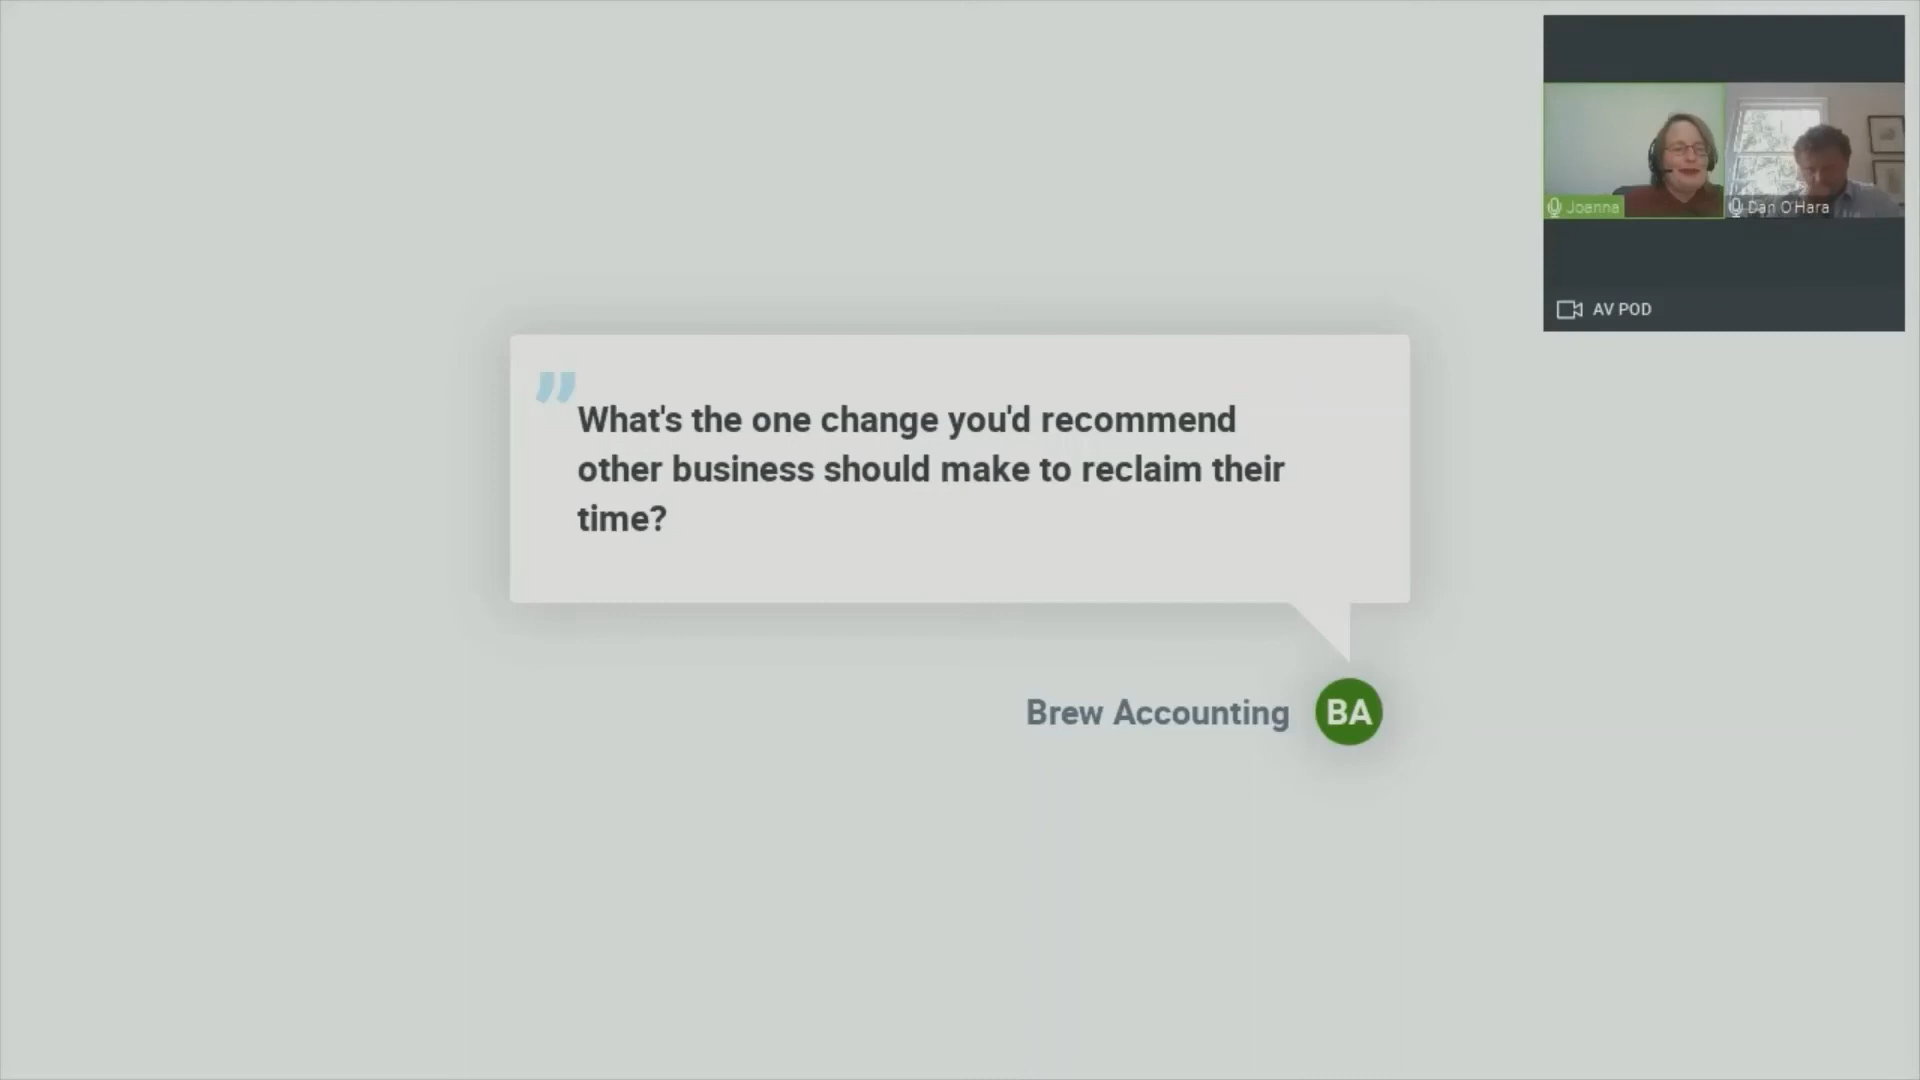 Joanna
Dan O'Hara
AV POD
”
What's the one change you'd recommend
other business should make to reclaim their
time?
Brew Accounting
BA